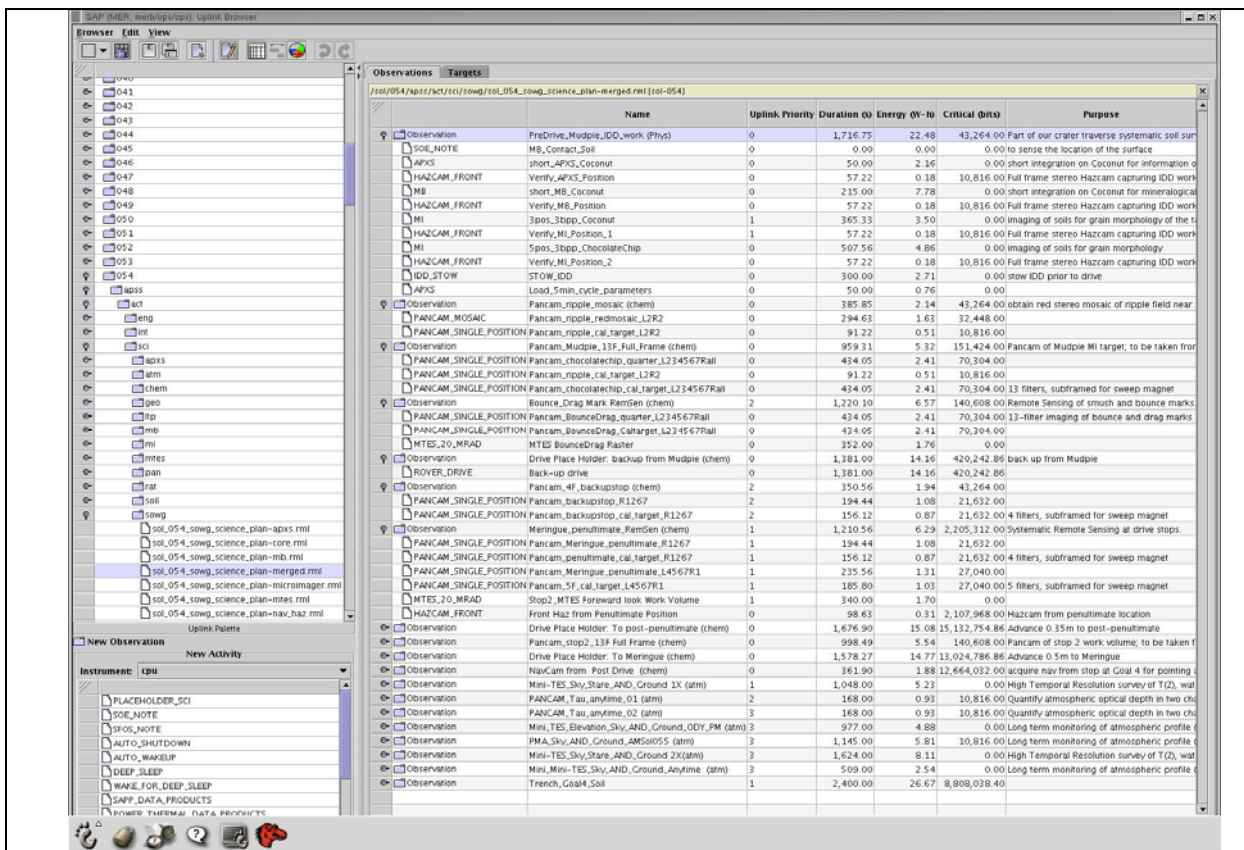 SAP (MER, merb/ops/ops): Uplink Browser
Browser Edit View
040
041
042
043
044
045
046
047
048
049
050
051
052
053
054
apss
act
eng
int
sci
apxs
atm
chem
geo
ltp
mb
mi
mtes
pan
rat
soil
sowg
sol_054_sowg_science_plan-apxs.rml
sol_054_sowg_science_plan-core.rml
sol_054_sowg_science_plan-mb.rml
sol_054_sowg_science_plan-merged.rml
sol_054_sowg_science_plan-microimager.rml
sol_054_sowg_science_plan-mtes.rml
sol_054_sowg_science_plan-nav_haz.rml
Uplink Palette
New Observation
New Activity
Instrument: cpu
PLACEHOLDER_SCI
SOE_NOTE
SFOS_NOTE
AUTO_SHUTDOWN
AUTO_WAKEUP
DEEP_SLEEP
WAKE_FOR_DEEP_SLEEP
SAPP_DATA_PRODUCTS
POWER_THERMAL_DATA_PRODUCTS
Observations Targets
/sol/054/apss/act/sci/sowg/sol_054_sowg_science_plan-merged.rml [sol-054]
Name Uplink Priority Duration (s) Energy (W-h) Critical (bits) Purpose
Observation PreDrive_Mudpie_IDD_work (Phys) 0 1,716.75 22.48 43,264.00 Part of our crater traverse systematic soil sur
SOE_NOTE MB_Contact_Soil 0 0.00 0.00 0.00 to sense the location of the surface
APXS short_APXS_Coconut 0 50.00 2.16 0.00 short integration on Coconut for information o
HAZCAM_FRONT Verify_APXS_Position 0 57.22 0.18 10,816.00 Full frame stereo Hazcam capturing IDD work
MB short_MB_Coconut 0 215.00 7.78 0.00 short integration on Coconut for mineralogical
HAZCAM_FRONT Verify_MB_Position 0 57.22 0.18 10,816.00 Full frame stereo Hazcam capturing IDD work
MI 3pos_3bpp_Coconut 1 365.33 3.50 0.00 imaging of soils for grain morphology of the ta
HAZCAM_FRONT Verify_MI_Position_1 1 57.22 0.18 10,816.00 Full frame stereo Hazcam capturing IDD work
MI 5pos_3bpp_ChocolateChip 0 507.56 4.86 0.00 imaging of soils for grain morphology
HAZCAM_FRONT Verify_MI_Position_2 0 57.22 0.18 10,816.00 Full frame stereo Hazcam capturing IDD work
IDD_STOW STOW_IDD 0 300.00 2.71 0.00 stow IDD prior to drive
APXS Load_5min_cycle_parameters 0 50.00 0.76 0.00
Observation Pancam_ripple_mosaic (chem) 0 385.85 2.14 43,264.00 obtain red stereo mosaic of ripple field near
PANCAM_MOSAIC Pancam_ripple_redmosaic_L2R2 0 294.63 1.63 32,448.00
PANCAM_SINGLE_POSITION Pancam_ripple_cal_target_L2R2 0 91.22 0.51 10,816.00
Observation Pancam_Mudpie_13F_Full_Frame (chem) 0 959.31 5.32 151,424.00 Pancam of Mudpie MI target; to be taken fror
PANCAM_SINGLE_POSITION Pancam_chocolatechip_quarter_L234567Rall 0 434.05 2.41 70,304.00
PANCAM_SINGLE_POSITION Pancam_ripple_cal_target_L2R2 0 91.22 0.51 10,816.00
PANCAM_SINGLE_POSITION Pancam_chocolatechip_cal_target_L234567Rall 0 434.05 2.41 70,304.00 13 filters, subframed for sweep magnet
Observation Bounce_Drag Mark RemSen (chem) 2 1,220.10 6.57 140,608.00 Remote Sensing of smush and bounce marks.
PANCAM_SINGLE_POSITION Pancam_BounceDrag_quarter_L234567Rall 0 434.05 2.41 70,304.00 13-filter imaging of bounce and drag marks
PANCAM_SINGLE_POSITION Pancam_BounceDrag_Caltarget_L234567Rall 2 434.05 2.41 70,304.00
MTES_20_MRAD MTES BounceDrag Raster 2 352.00 1.76 0.00
Observation Drive Place Holder: backup from Mudpie (chem) 0 1,381.00 14.16 420,242.86 back up from Mudpie
ROVER_DRIVE Back-up drive 0 1,381.00 14.16 420,242.86
Observation Pancam_4F_backupstop (chem) 2 350.56 1.94 43,264.00
PANCAM_SINGLE_POSITION Pancam_backupstop_R1267 2 194.44 1.08 21,632.00
PANCAM_SINGLE_POSITION Pancam_backupstop_cal_target_R1267 2 156.12 0.87 21,632.00 4 filters, subframed for sweep magnet
Observation Meringue_penultimate_RemSen (chem) 1 1,210.56 6.29 2,205,312.00 Systematic Remote Sensing at drive stops.
PANCAM_SINGLE_POSITION Pancam_Meringue_penultimate_R1267 1 194.44 1.08 21,632.00
PANCAM_SINGLE_POSITION Pancam_penultimate_cal_target_R1267 1 156.12 0.87 21,632.00 4 filters, subframed for sweep magnet
PANCAM_SINGLE_POSITION Pancam_Meringue_penultimate_L4567R1 1 235.56 1.31 27,040.00
PANCAM_SINGLE_POSITION Pancam_5F_cal_target_L4567R1 1 185.80 1.03 27,040.00 5 filters, subframed for sweep magnet
MTES_20_MRAD Stop2_MTES Foreward look Work Volume 1 340.00 1.70 0.00
HAZCAM_FRONT Front Haz from Penultimate Position 1 98.63 0.31 2,107,968.00 Hazcam from penultimate location
Observation Drive Place Holder: To post-penultimate (chem) 1 1,676.90 15.08 15,132,754.86 Advance 0.35m to post-penultimate
Observation Pancam_stop2_13F Full Frame (chem) 1 998.49 5.54 140,608.00 Pancam of stop 2 work volume; to be taken f
Observation Drive Place Holder: To Meringue (chem) 1 1,578.27 14.77 13,024,786.86 Advance 0.5m to Meringue
Observation NavCam from Post Drive (chem) 0 361.90 1.88 12,664,032.00 acquire nav from stop at Goal 4 for pointing a
Observation Mini-TES_Sky_Stare_AND_Ground 1X (atm) 1 1,048.00 5.23 0.00 High Temporal Resolution survey of T(Z), wat
Observation PANCAM_Tau_anytime_01 (atm) 2 168.00 0.93 10,816.00 Quantify atmospheric optical depth in two cha
Observation PANCAM_Tau_anytime_02 (atm) 3 168.00 0.93 10,816.00 Quantify atmospheric optical depth in two cha
Observation Mini_TES_Elevation_Sky_AND_Ground_ODY_PM (atm) 3 977.00 4.88 0.00 Long term monitoring of atmospheric profile o
Observation PMA_Sky_AND_Ground_AMSol055 (atm) 3 1,145.00 5.81 10,816.00 Long term monitoring of atmospheric profile o
Observation Mini-TES_Sky_Stare_AND_Ground 2X(atm) 3 1,624.00 8.11 0.00 High Temporal Resolution survey of T(Z), wat
Observation Mini_Mini-TES_Sky_AND_Ground_Anytime (atm) 3 509.00 2.54 0.00 Long term monitoring of atmospheric profile o
Observation Trench_Goal4_Soil 1 2,400.00 26.67 8,808,038.40